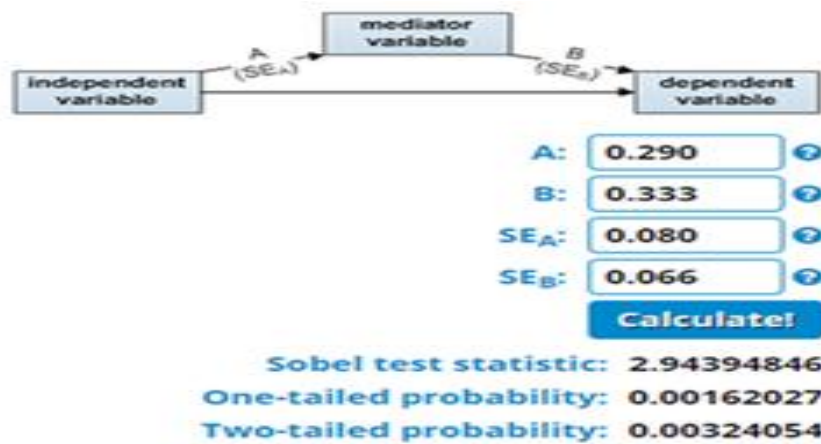 mediator
variable
A
(SEA)
B
(SEB)
independent
variable
dependent
variable
A: 0.290 ?
B: 0.333 ?
SEA: 0.080 ?
SEB: 0.066 ?
Calculate!
Sobel test statistic: 2.94394846
One-tailed probability: 0.00162027
Two-tailed probability: 0.00324054